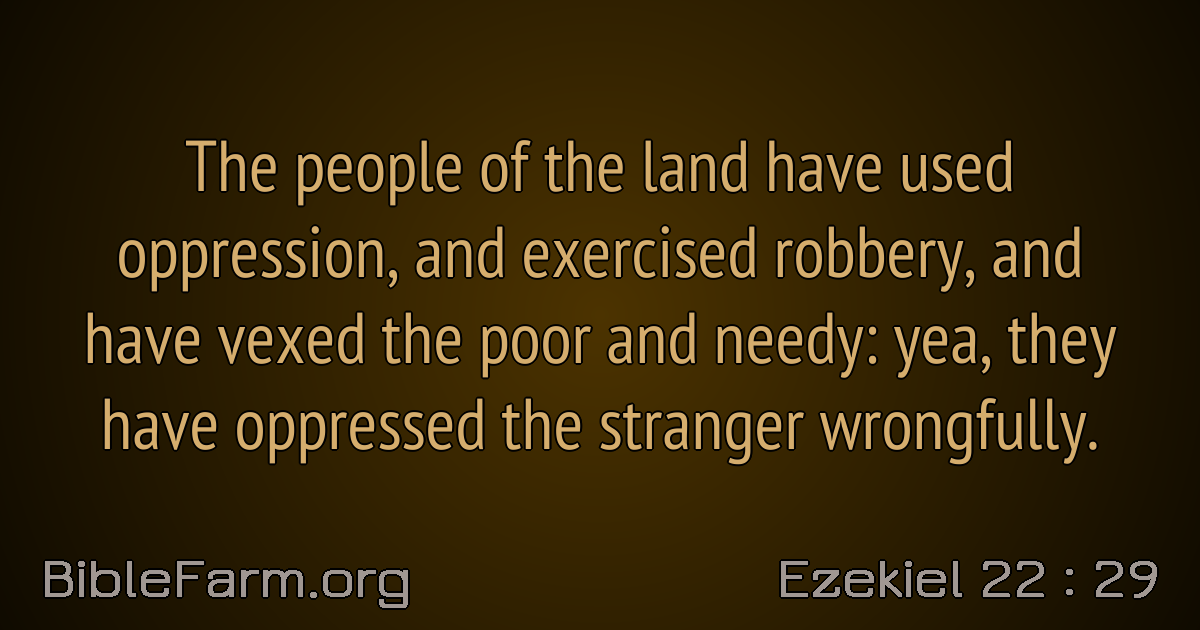 The people of the land have used
oppression, and exercised robbery, and
have vexed the poor and needy: yea, they
have oppressed the stranger wrongfully.
BibleFarm.org
Ezekiel 22 : 29